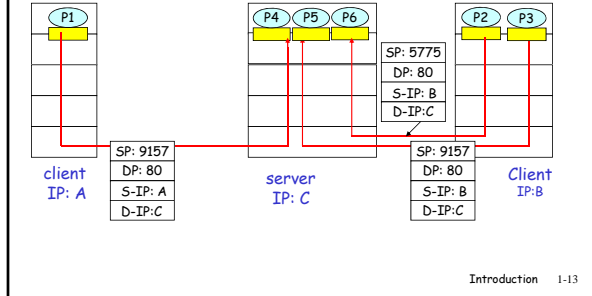 P1
P4
P5
P6
P2
P3
SP: 5775
DP: 80
S-IP: B
D-IP:C
SP: 9157
DP: 80
S-IP: A
D-IP:C
SP: 9157
DP: 80
S-IP: B
D-IP:C
client
IP: A
server
IP: C
Client
IP:B
Introduction 1-13